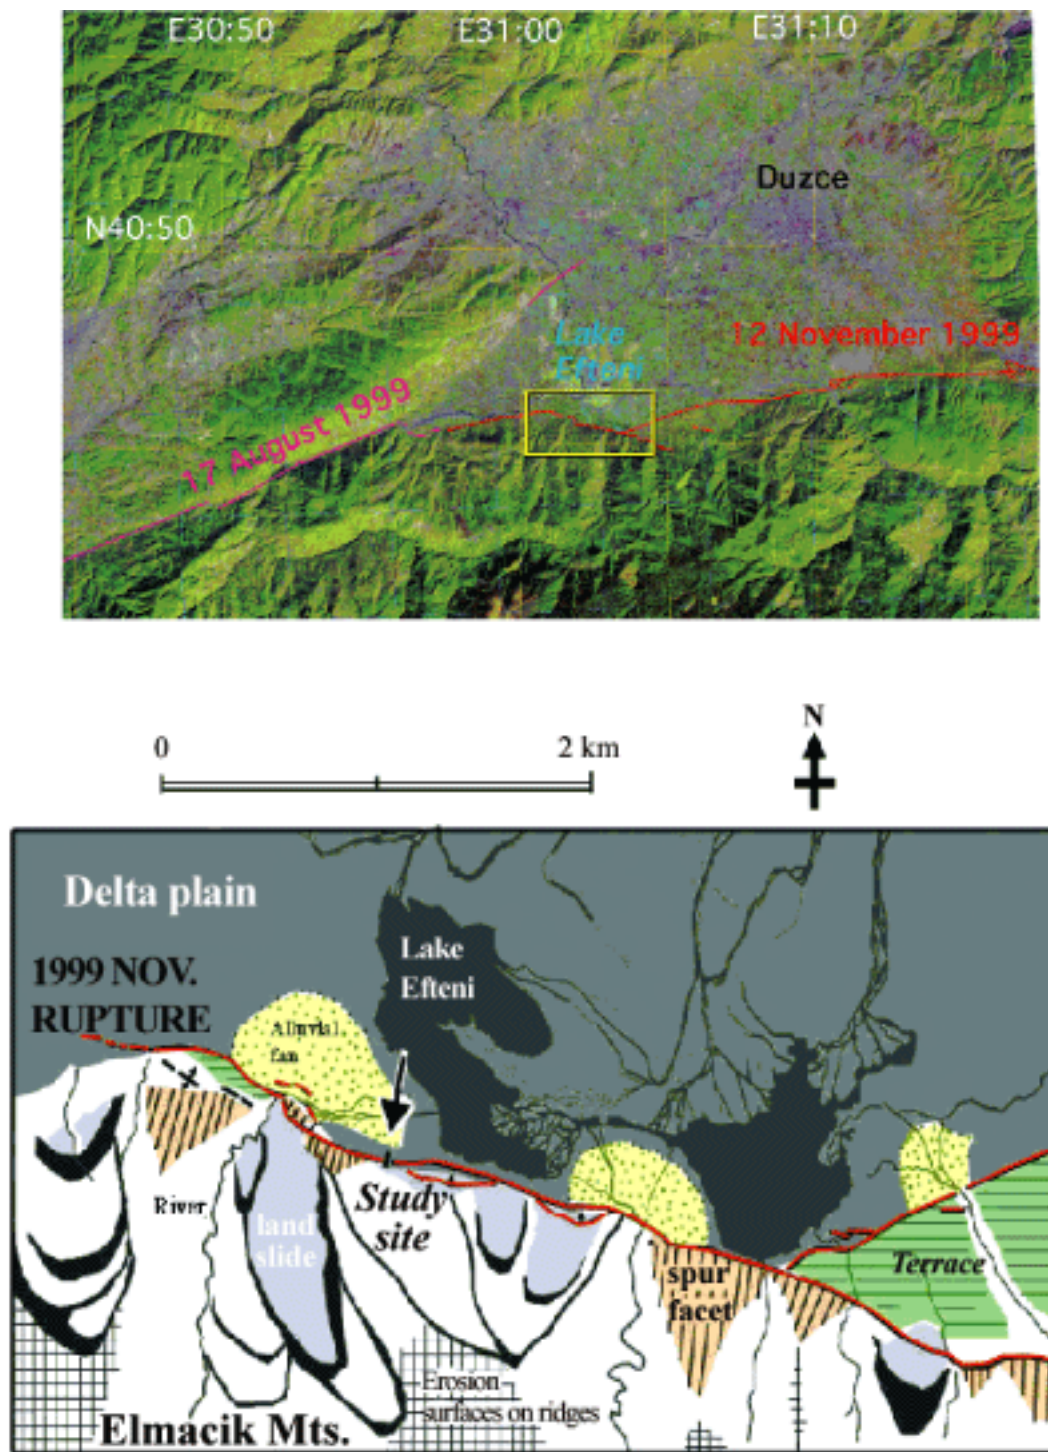 E30:50
E31:00
E31:10
Duzce
N40:50
Lake
Efteni
12 November 1999
17 August 1999
0
2 km
N
Delta plain
Lake
Efteni
1999 NOV.
RUPTURE
Alluvial
fan
Study
site
River
land
slide
spur
facet
Terrace
Erosion
surfaces on ridges
Elmacik Mts.